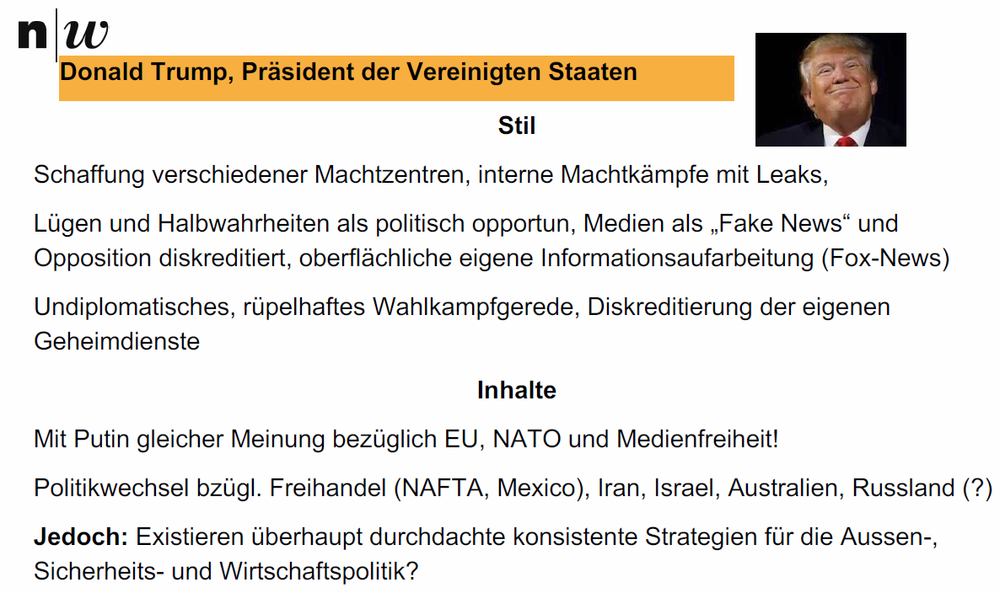 n|w
Donald Trump, Präsident der Vereinigten Staaten
Stil
Schaffung verschiedener Machtzentren, interne Machtkämpfe mit Leaks,
Lügen und Halbwahrheiten als politisch opportun, Medien als „Fake News“ und
Opposition diskreditiert, oberflächliche eigene Informationsaufarbeitung (Fox-News)
Undiplomatisches, rüpelhaftes Wahlkampfgerede, Diskreditierung der eigenen
Geheimdienste
Inhalte
Mit Putin gleicher Meinung bezüglich EU, NATO und Medienfreiheit!
Politikwechsel bzügl. Freihandel (NAFTA, Mexico), Iran, Israel, Australien, Russland (?)
Jedoch: Existieren überhaupt durchdachte konsistente Strategien für die Aussen-,
Sicherheits- und Wirtschaftspolitik?